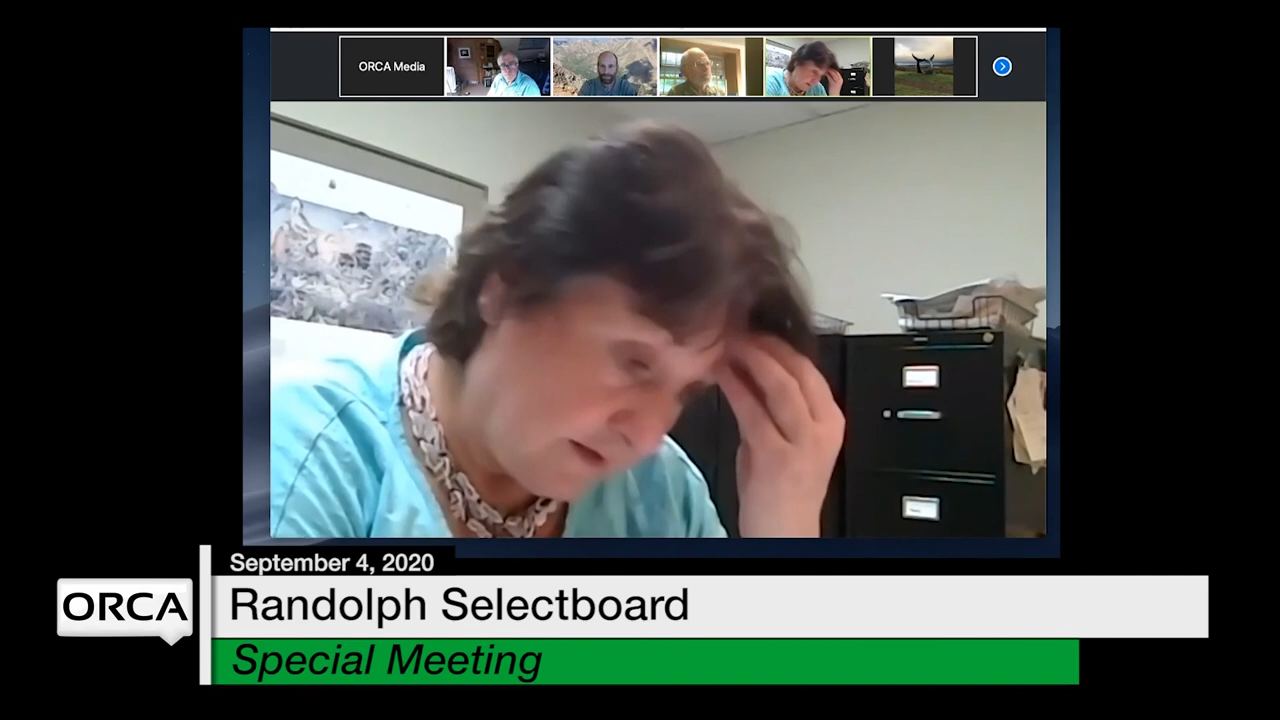 ORCA Media
September 4, 2020
ORCA
Randolph Selectboard
Special Meeting